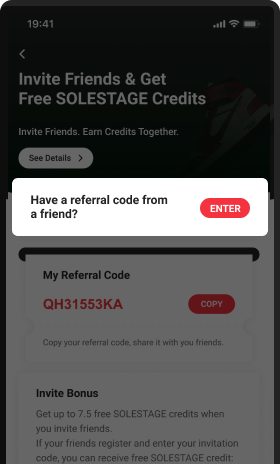 19:41
Invite Friends & Get
Free SOLESTAGE Credits
Invite Friends. Earn Credits Together.
See Details
Have a referral code from
a friend?
ENTER
My Referral Code
QH31553KA
COPY
Copy your referral code, share it with you friends.
Invite Bonus
Get up to 7.5 free SOLESTAGE credits when
you invite friends.
If your friends register and enter your invitation
code, you can receive free SOLESTAGE credit: